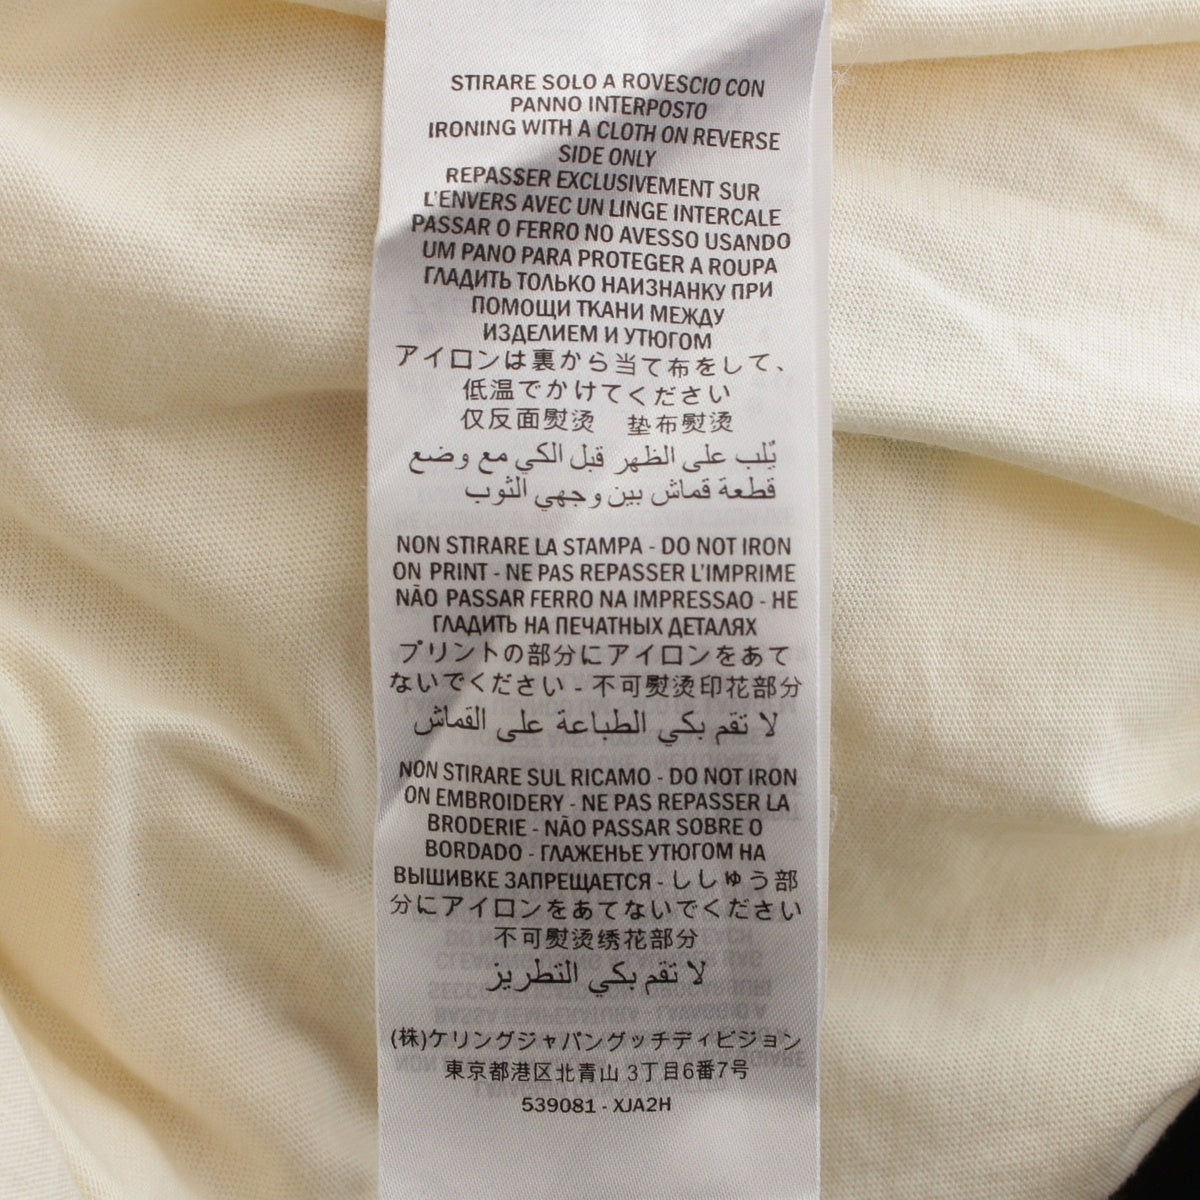 STIRARE SOLO A ROVESCIO CON
PANNO INTERPOSTO
IRONING WITH A CLOTH ON REVERSE
SIDE ONLY
REPASSER EXCLUSIVEMENT SUR
L'ENVERS AVEC UN LINGE INTERCALE
PASSAR O FERRO NO AVESSO USANDO
UM PANO PARA PROTEGER A ROUPA
ГЛАДИТЬ ТОЛЬКО НАИЗНАНКУ ПРИ
ПОМОЩИ ТКАНИ МЕЖДУ
ИЗДЕЛИЕМ И УТЮГОМ
アイロンは裏から当て布をして、
低温でかけてください
仅反面熨烫　垫布熨烫
يُلب على الظهر قبل الكي مع وضع
قطعة قماش بين وجهي الثوب
NON STIRARE LA STAMPA - DO NOT IRON
ON PRINT - NE PAS REPASSER L'IMPRIME
NÃO PASSAR FERRO NA IMPRESSAO - НЕ
ГЛАДИТЬ НА ПЕЧАТНЫХ ДЕТАЛЯХ
プリントの部分にアイロンをあて
ないでください - 不可熨烫印花部分
لا تقم بكي الطباعة على القماش
NON STIRARE SUL RICAMO - DO NOT IRON
ON EMBROIDERY - NE PAS REPASSER LA
BRODERIE - NÃO PASSAR SOBRE O
BORDADO - ГЛАЖЕНЬЕ УТЮГОМ НА
ВЫШИВКЕ ЗАПРЕЩАЕТСЯ - ししゅう部
分にアイロンをあてないでください
不可熨烫绣花部分
لا تقم بكي التطريز
(株)ケリングジャパングッチディビジョン
東京都港区北青山 3丁目6番7号
539081 - XJA2H